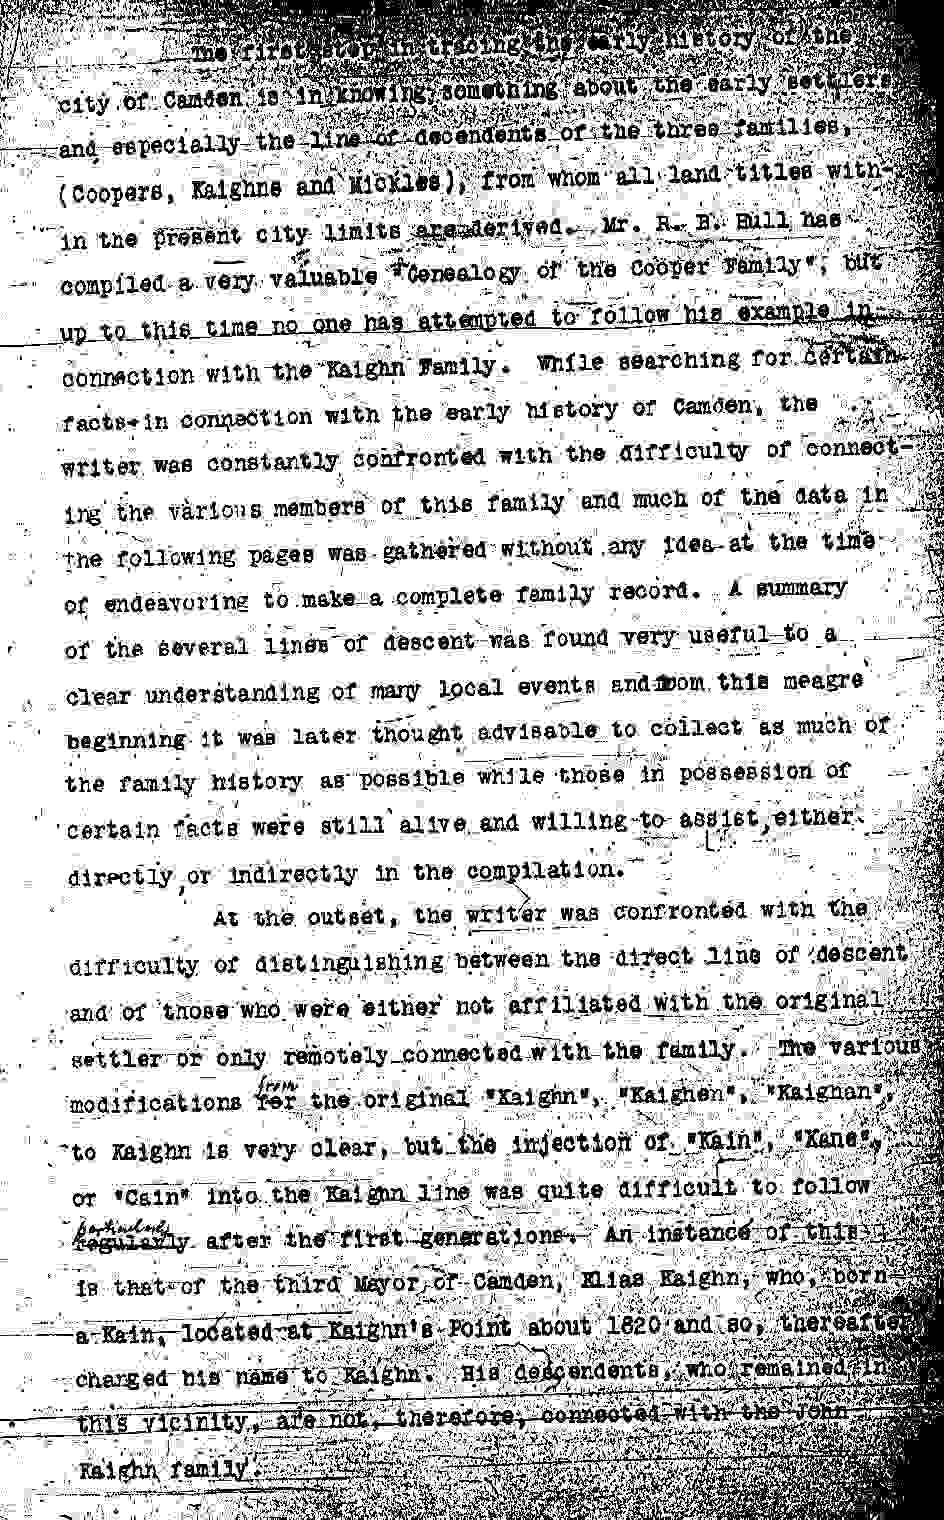 The first step in tracing the early history of the
city of Camden is in knowing something about the early settlers
and especially the line of decendents of the three families,
(Coopers, Kaighns and Mickles), from whom all land titles with-
in the present city limits are derived. Mr. R. B. Hull has
compiled a very valuable "Genealogy of the Cooper Family", but
up to this time no one has attempted to follow his example in
connection with the Kaighn Family. While searching for certain
facts in connection with the early history of Camden, the
writer was constantly confronted with the difficulty of connect-
ing the various members of this family and much of the data in
the following pages was gathered without any idea at the time
of endeavoring to make a complete family record. A summary
of the several lines of descent was found very useful to a
clear understanding of many local events and from this meagre
beginning it was later thought advisable to collect as much of
the family history as possible while those in possession of
certain facts were still alive and willing to assist, either
directly, or indirectly in the compilation.
At the outset, the writer was confronted with the
difficulty of distinguishing between the direct line of descent
and of those who were either not affiliated with the original
settler or only remotely connected with the family. The various
from
modifications for the original "Kaighn", "Kaighen", "Kaighan",
to Kaighn is very clear, but the injection of "Kain", "Kane",
or "Cain" into the Kaighn line was quite difficult to follow
particularly
regularly after the first generations. An instance of this
is that of the third Mayor of Camden, Elias Kaighn, who, born
a Kain, located at Kaighn's Point about 1820 and so, thereafter
changed his name to Kaighn. His descendents, who remained in
this vicinity, are not, therefore, connected with the John
Kaighn family.